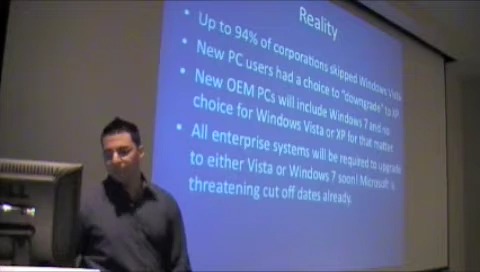 Reality
• Up to 94% of corporations skipped Windows Vista
• New PC users had a choice to "downgrade" to XP
• New OEM PCs will include Windows 7 and no
choice for Windows Vista or XP for that matter
• All enterprise systems will be required to upgrade
to either Vista or Windows 7 soon! Microsoft is
threatening cut off dates already.